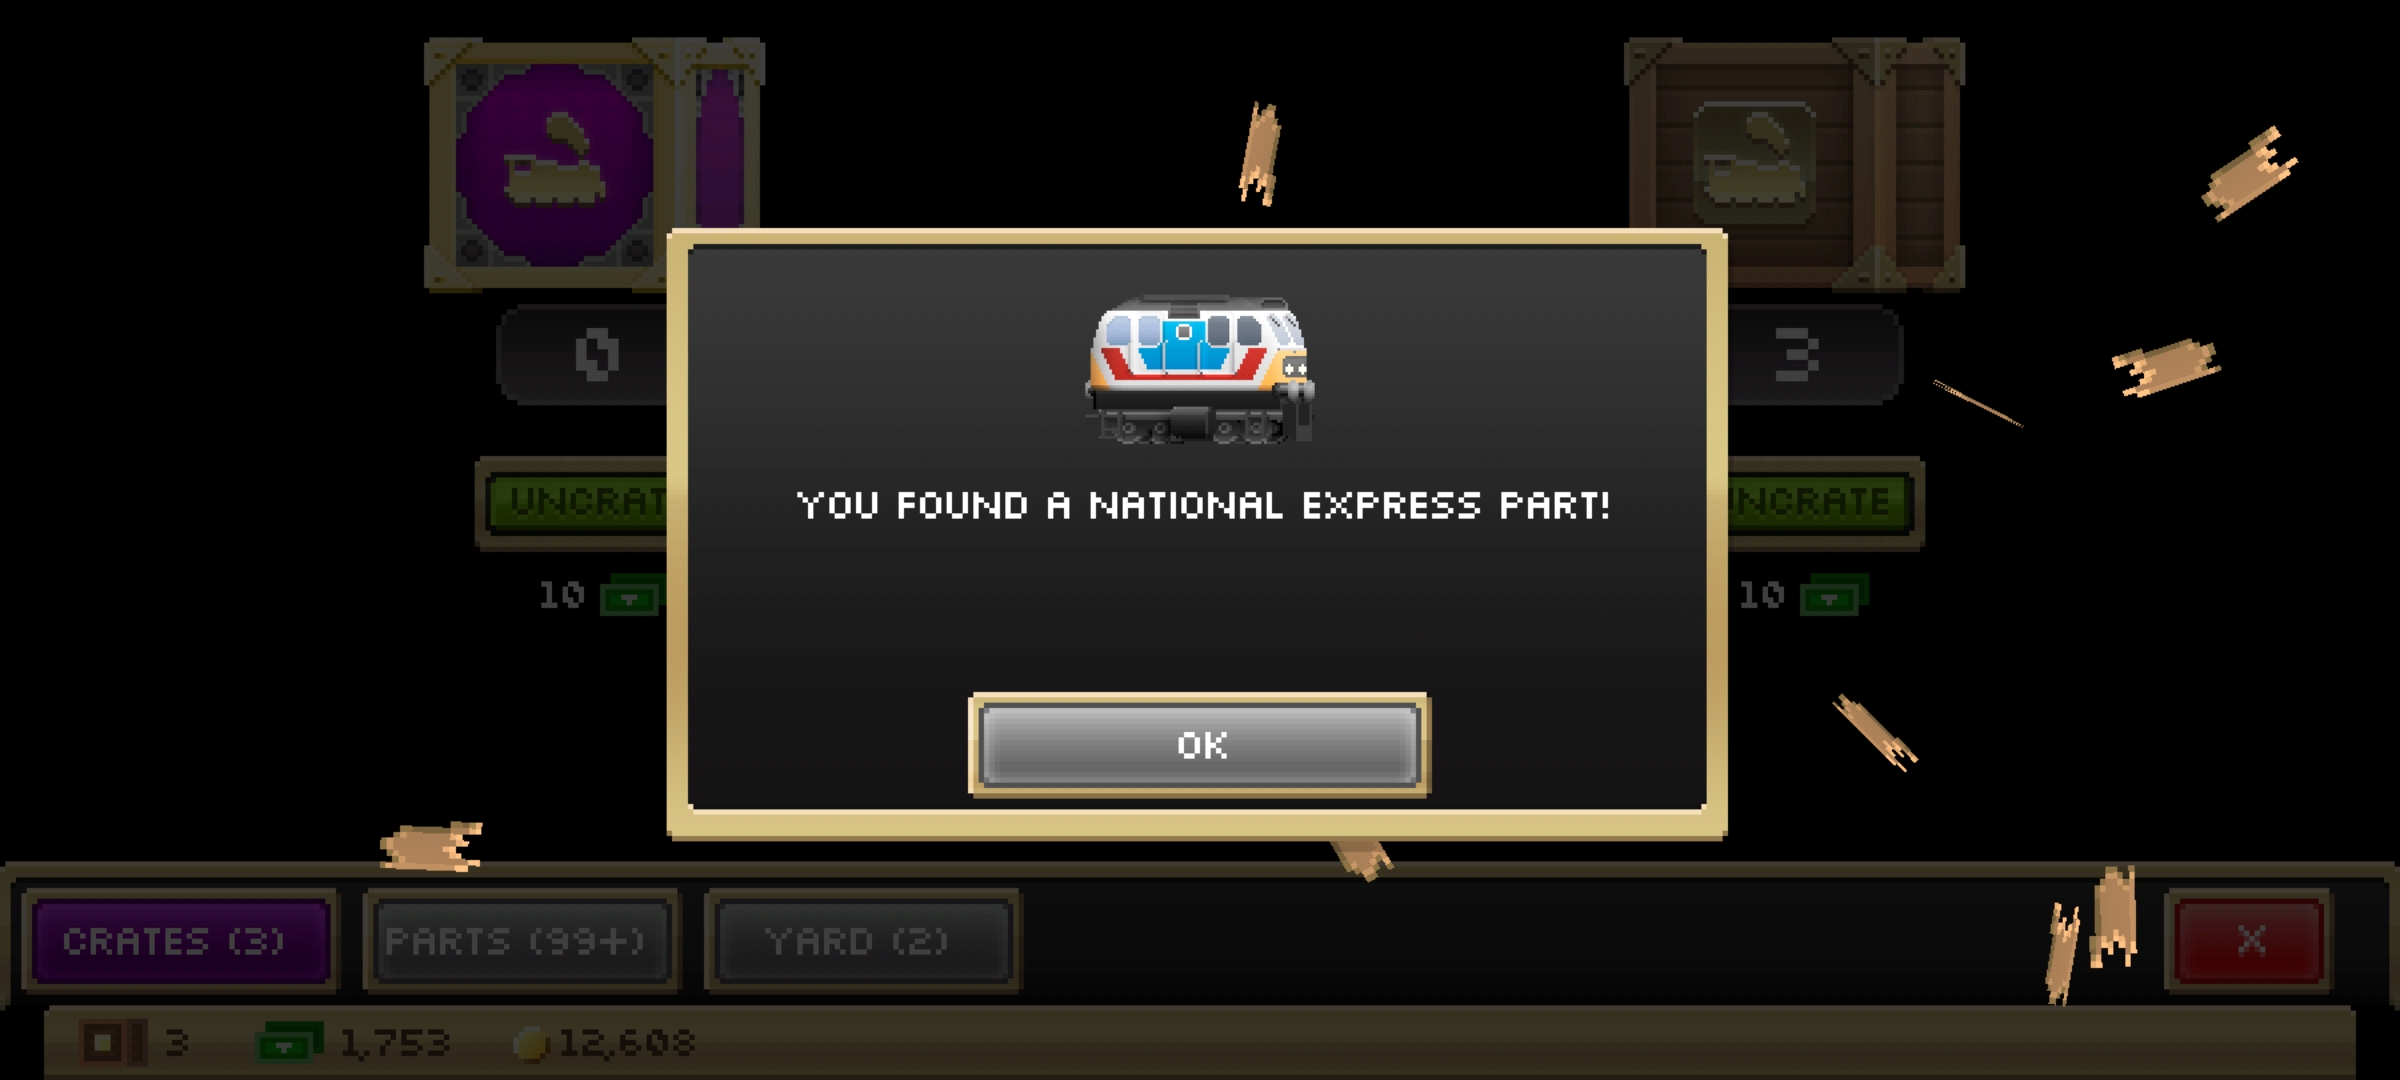 0
3
UNCRAT
NCRATE
10
10
YOU FOUND A NATIONAL EXPRESS PART!
OK
CRATES (3)
PARTS (99+)
YARD (2)
X
3
1,753
12,608